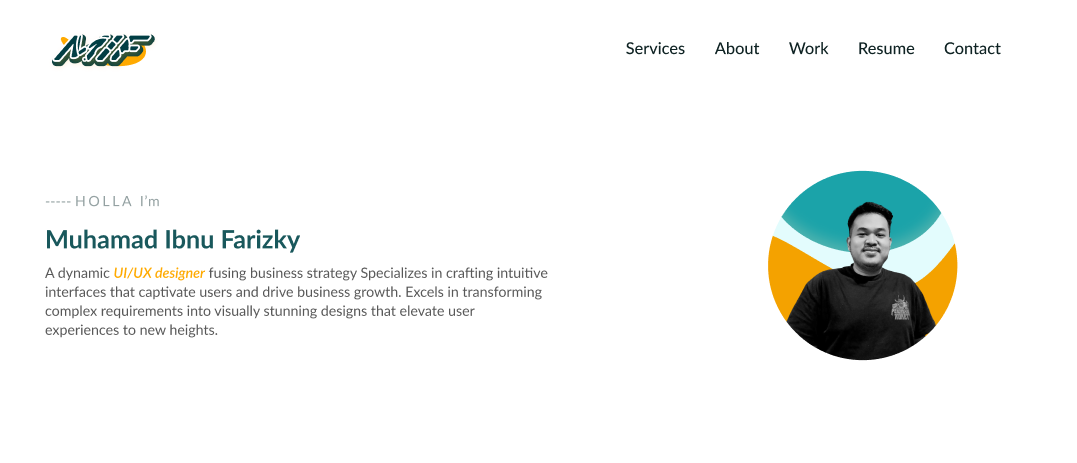 MIF
Services About Work Resume Contact
----- HOLLA I'm
Muhamad Ibnu Farizky
A dynamic UI/UX designer fusing business strategy Specializes in crafting intuitive
interfaces that captivate users and drive business growth. Excels in transforming
complex requirements into visually stunning designs that elevate user
experiences to new heights.